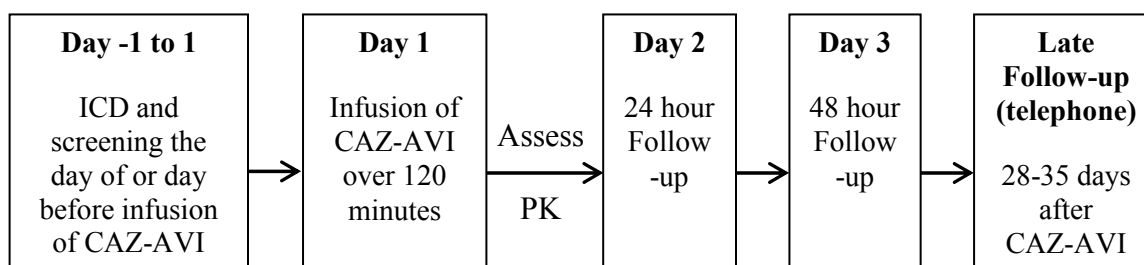 Day -1 to 1
ICD and
screening the
day of or day
before infusion
of CAZ-AVI
Day 1
Infusion of
CAZ-AVI
over 120
minutes
Assess
PK
Day 2
24 hour
Follow
-up
Day 3
48 hour
Follow
-up
Late
Follow-up
(telephone)
28-35 days
after
CAZ-AVI